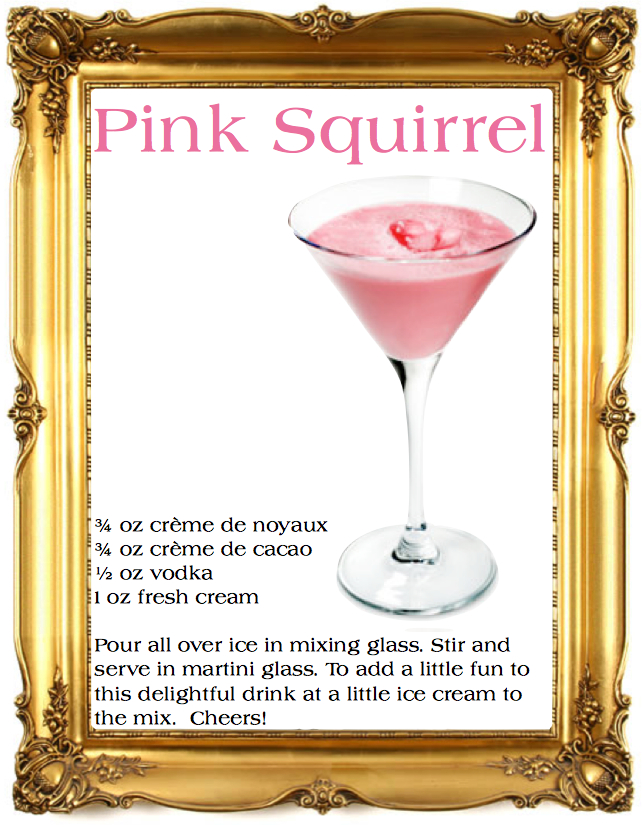 Pink Squirrel
¾ oz crème de noyaux
¾ oz crème de cacao
½ oz vodka
1 oz fresh cream
Pour all over ice in mixing glass. Stir and
serve in martini glass. To add a little fun to
this delightful drink at a little ice cream to
the mix.  Cheers!